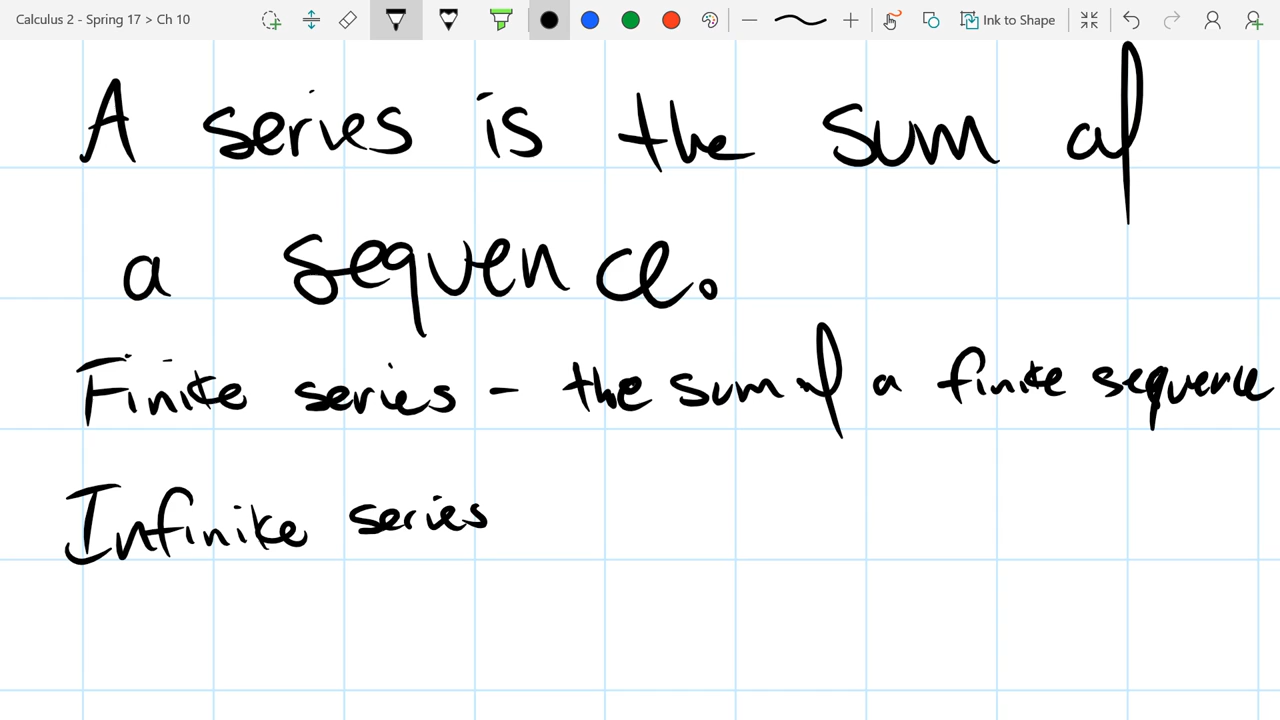 Calculus 2 - Spring 17 > Ch 10
Ink to Shape
A series is the sum of
a sequence.
Finite series - the sum of a finite sequence
Infinite series